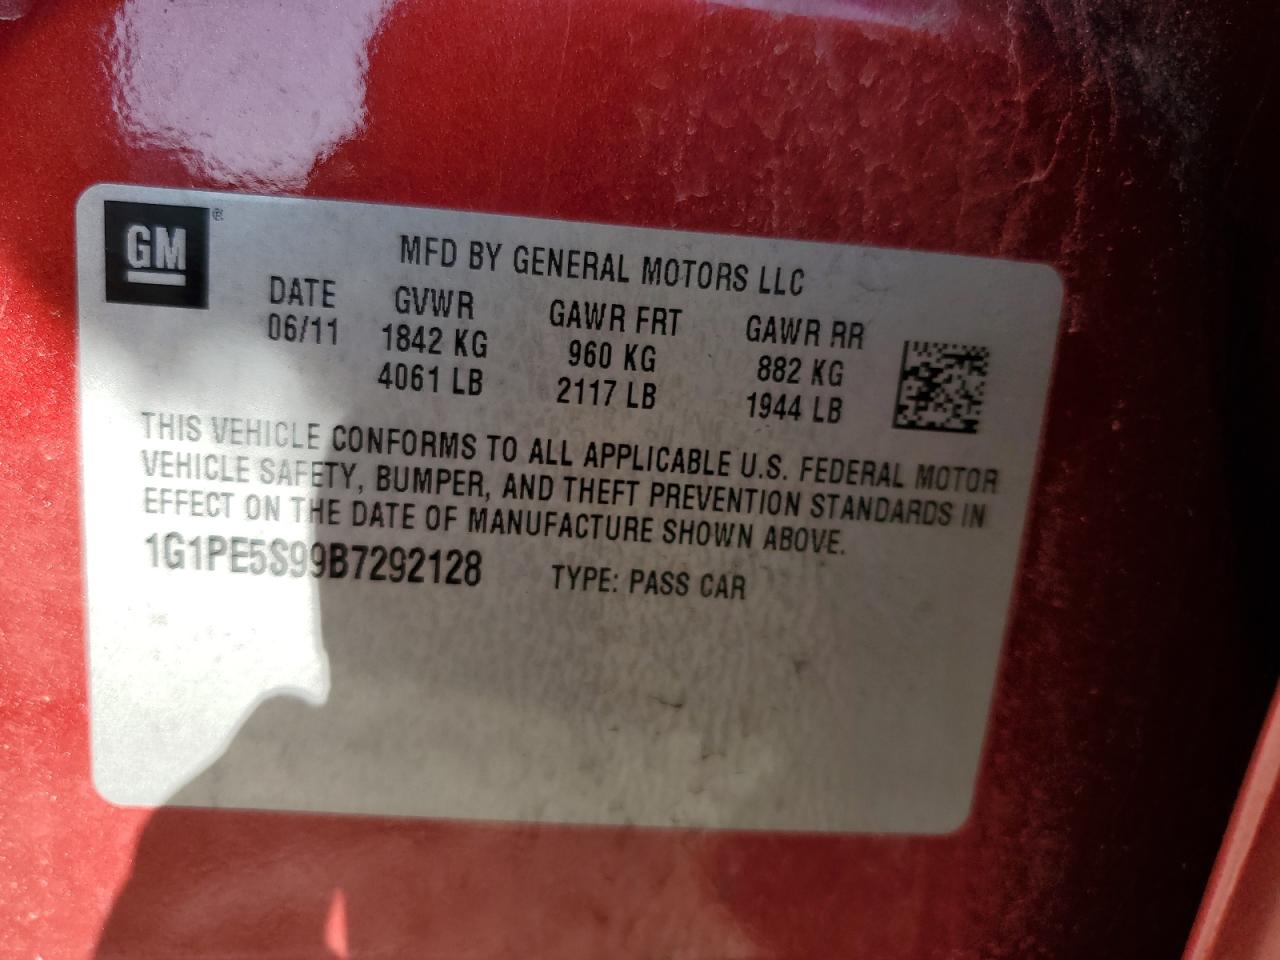 GM ®
MFD BY GENERAL MOTORS LLC
DATE GVWR GAWR FRT GAWR RR
06/11 1842 KG 960 KG 882 KG
4061 LB 2117 LB 1944 LB
THIS VEHICLE CONFORMS TO ALL APPLICABLE U.S. FEDERAL MOTOR
VEHICLE SAFETY, BUMPER, AND THEFT PREVENTION STANDARDS IN
EFFECT ON THE DATE OF MANUFACTURE SHOWN ABOVE.
1G1PE5S99B7292128 TYPE: PASS CAR